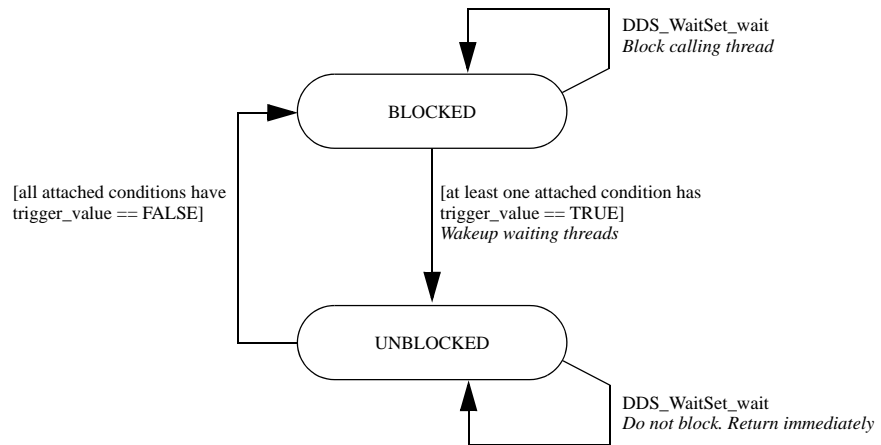 DDS_WaitSet_wait
Block calling thread
BLOCKED
[all attached conditions have
trigger_value == FALSE]
[at least one attached condition has
trigger_value == TRUE]
Wakeup waiting threads
UNBLOCKED
DDS_WaitSet_wait
Do not block. Return immediately